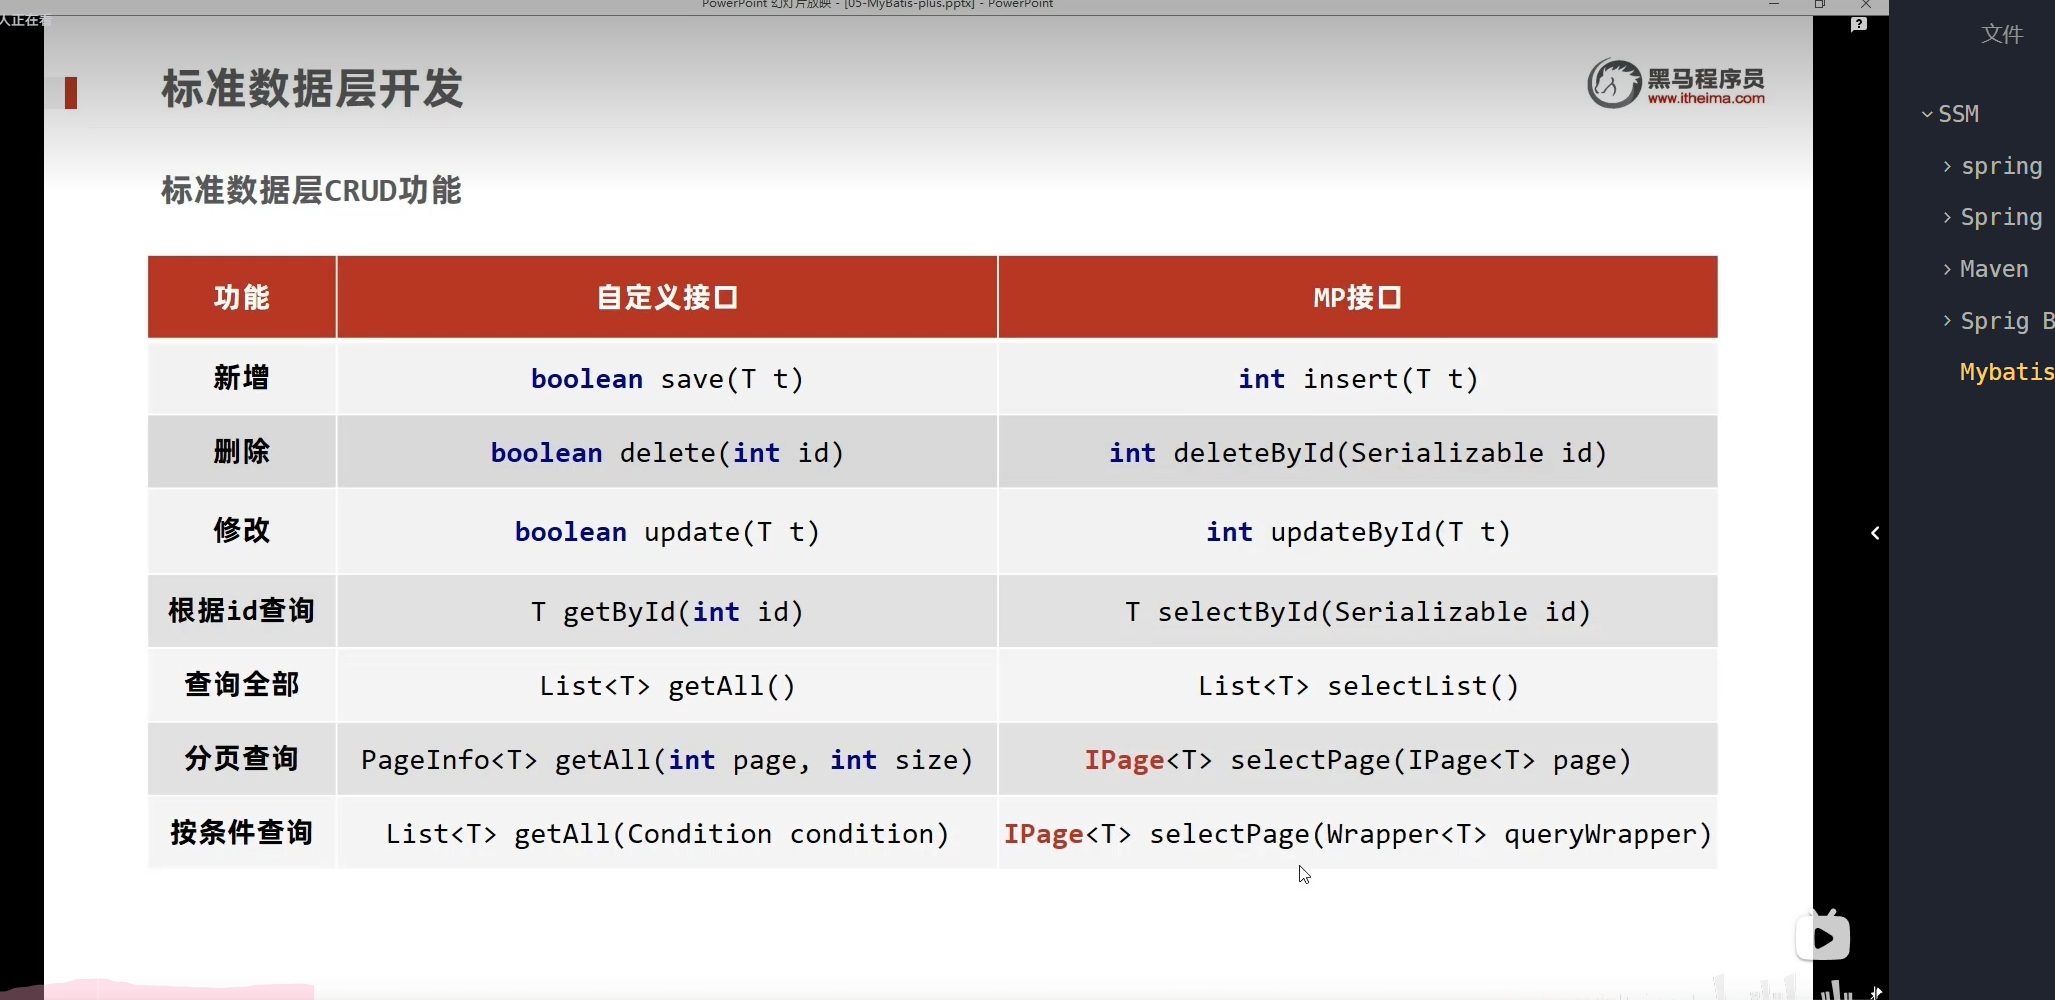 PowerPoint 幻灯片放映 - [05-MyBatis-plus.pptx] - PowerPoint
人正在看
标准数据层开发
黑马程序员
www.itheima.com
标准数据层CRUD功能
功能 自定义接口 MP接口
新增 boolean save(T t) int insert(T t)
删除 boolean delete(int id) int deleteById(Serializable id)
修改 boolean update(T t) int updateById(T t)
根据id查询 T getById(int id) T selectById(Serializable id)
查询全部 List<T> getAll() List<T> selectList()
分页查询 PageInfo<T> getAll(int page, int size) IPage<T> selectPage(IPage<T> page)
按条件查询 List<T> getAll(Condition condition) IPage<T> selectPage(Wrapper<T> queryWrapper)
文件
SSM
spring
Spring
Maven
Sprig B
Mybatis